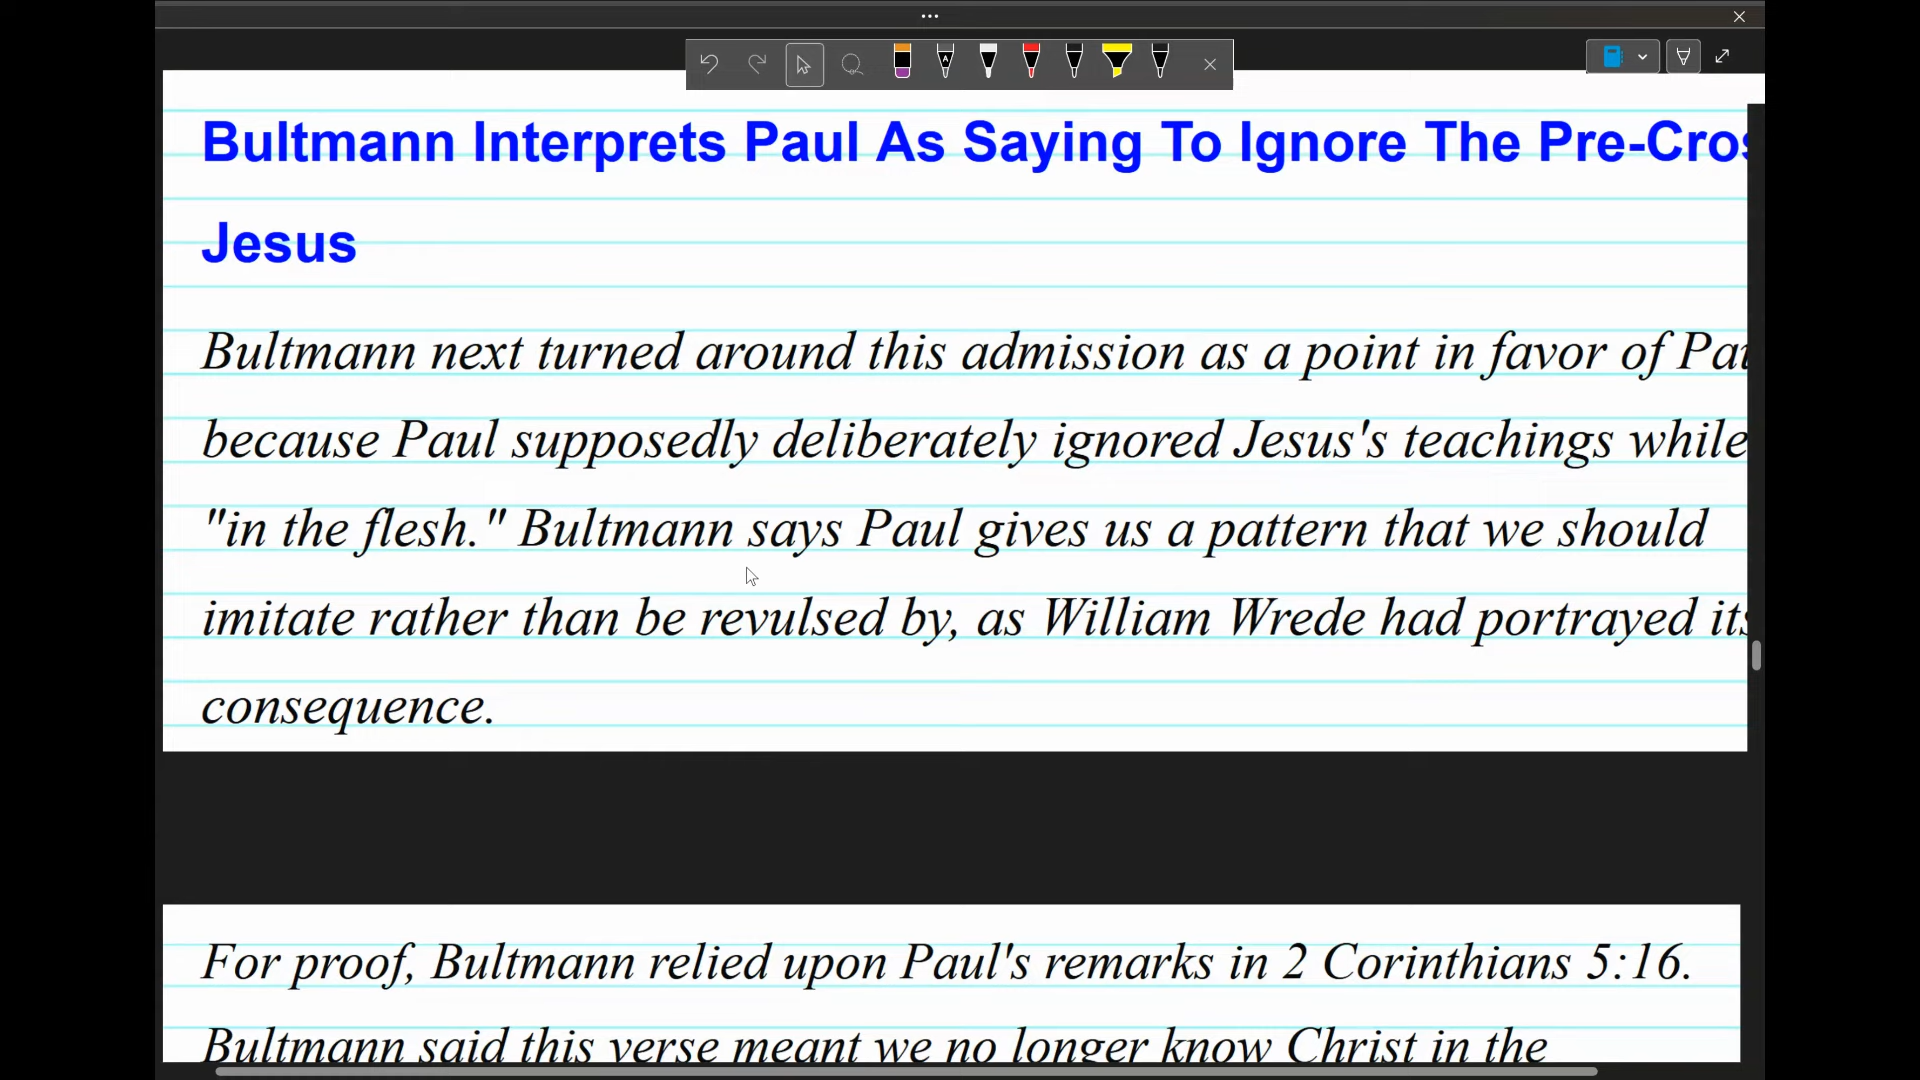 Bultmann Interprets Paul As Saying To Ignore The Pre-Cros
Jesus
Bultmann next turned around this admission as a point in favor of Pau
because Paul supposedly deliberately ignored Jesus's teachings while
"in the flesh." Bultmann says Paul gives us a pattern that we should
imitate rather than be revulsed by, as William Wrede had portrayed its
consequence.
For proof, Bultmann relied upon Paul's remarks in 2 Corinthians 5:16.
Bultmann said this verse meant we no longer know Christ in the